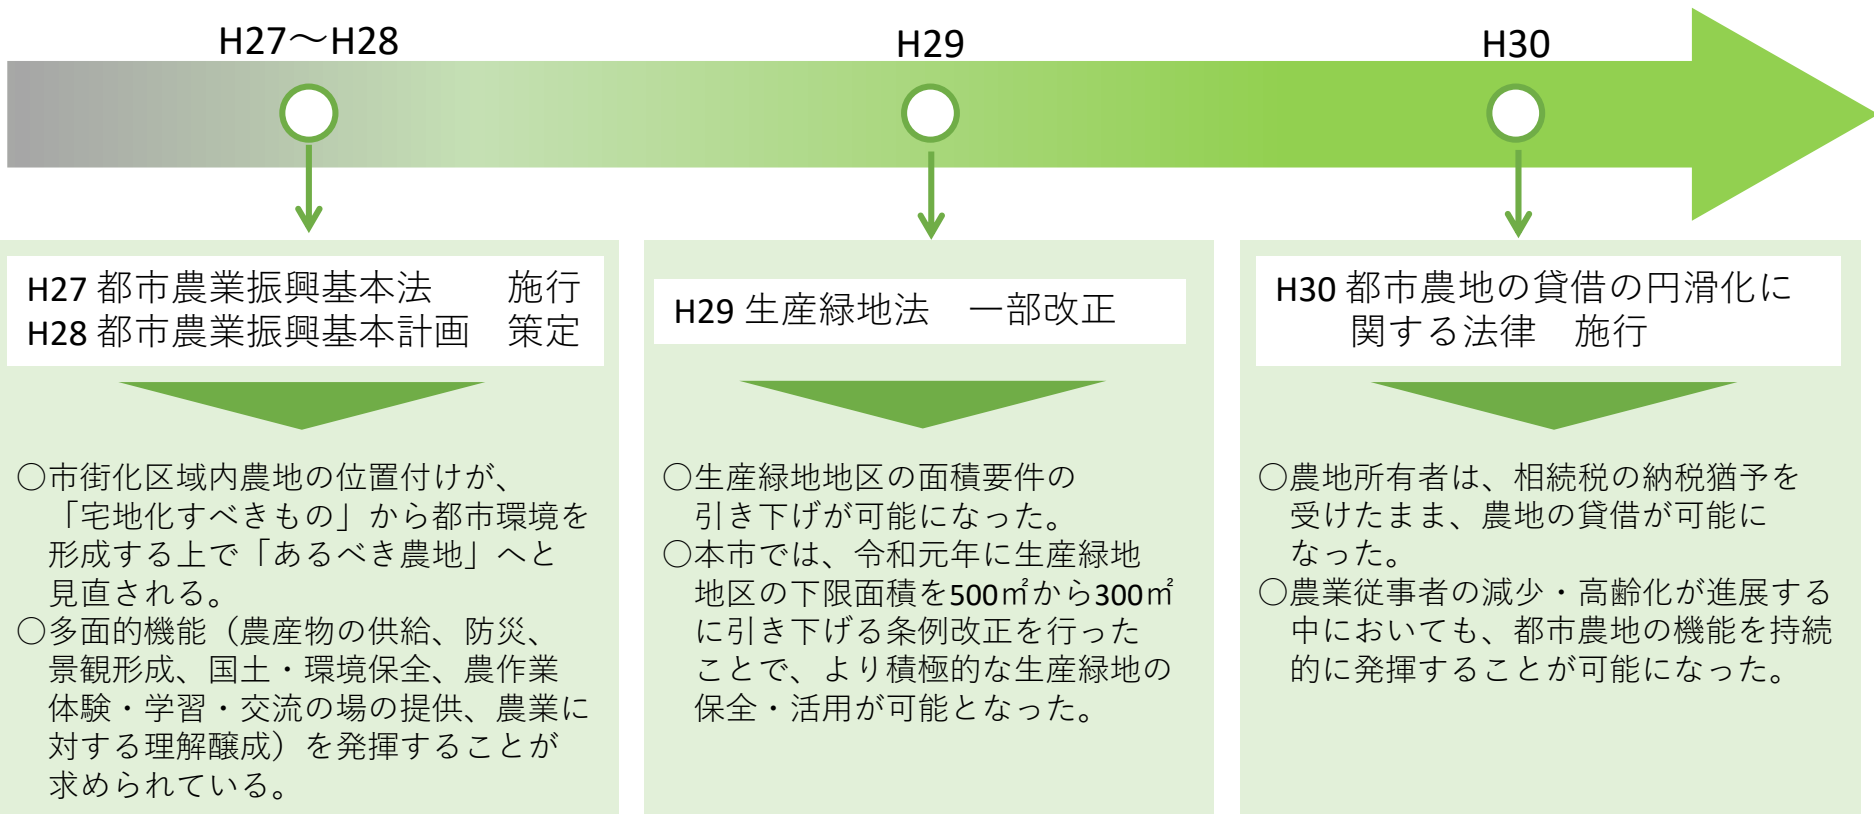 H27～H28
H29
H30
H27 都市農業振興基本法　　施行
H28 都市農業振興基本計画　策定
○市街化区域内農地の位置付けが、
「宅地化すべきもの」から都市環境を
形成する上で「あるべき農地」へと
見直される。
○多面的機能（農産物の供給、防災、
景観形成、国土・環境保全、農作業
体験・学習・交流の場の提供、農業に
対する理解醸成）を発揮することが
求められている。
H29 生産緑地法　一部改正
○生産緑地地区の面積要件の
引き下げが可能になった。
○本市では、令和元年に生産緑地
地区の下限面積を500㎡から300㎡
に引き下げる条例改正を行った
ことで、より積極的な生産緑地の
保全・活用が可能となった。
H30 都市農地の貸借の円滑化に
関する法律　施行
○農地所有者は、相続税の納税猶予を
受けたまま、農地の貸借が可能に
なった。
○農業従事者の減少・高齢化が進展する
中においても、都市農地の機能を持続
的に発揮することが可能になった。